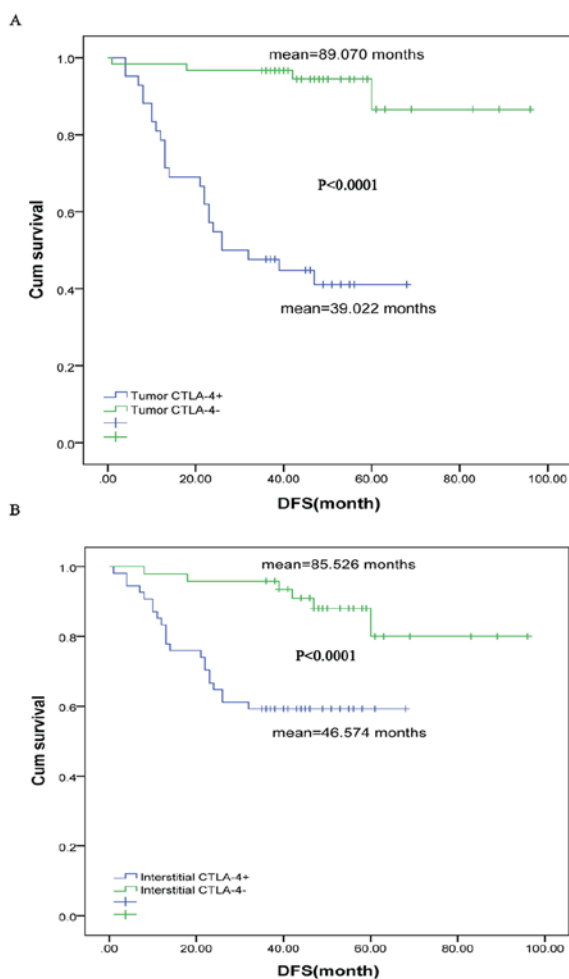 A
mean=89.070 months
1.0
0.8
P<0.0001
0.6
Cum survival
0.4
mean=39.022 months
0.2
Tumor CTLA-4+
Tumor CTLA-4-
0.0
.00 20.00 40.00 60.00 80.00 100.00
DFS(month)
B
mean=85.526 months
1.0
0.8
P<0.0001
0.6
mean=46.574 months
Cum survival
0.4
0.2
Interstitial CTLA-4+
Interstitial CTLA-4-
0.0
.00 20.00 40.00 60.00 80.00 100.00
DFS(month)